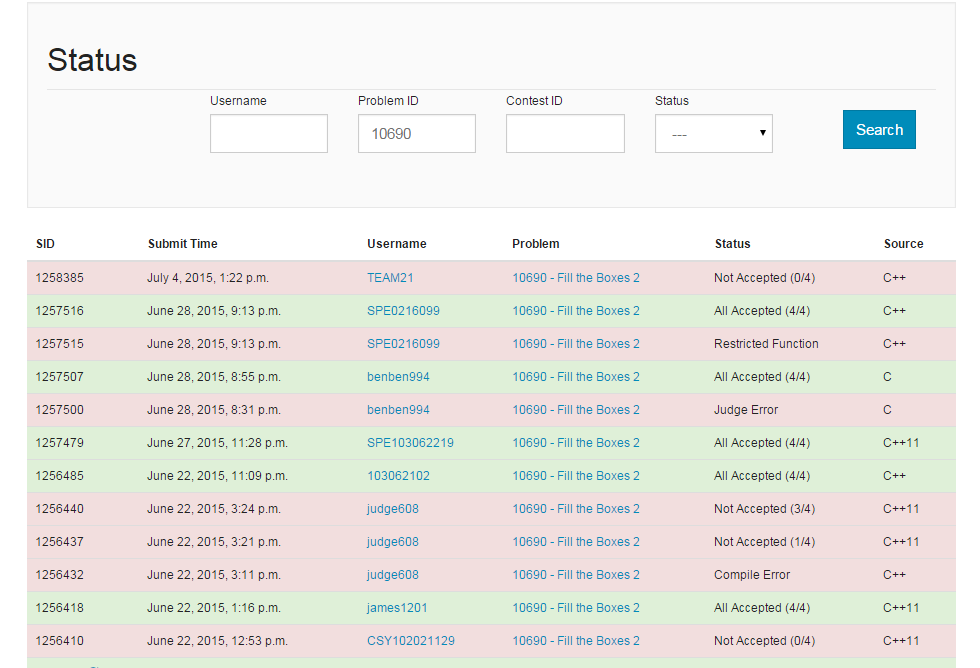 Status
Username Problem ID Contest ID Status
10690 --- Search
SID Submit Time Username Problem Status Source
1258385 July 4, 2015, 1:22 p.m. TEAM21 10690 - Fill the Boxes 2 Not Accepted (0/4) C++
1257516 June 28, 2015, 9:13 p.m. SPE0216099 10690 - Fill the Boxes 2 All Accepted (4/4) C++
1257515 June 28, 2015, 9:13 p.m. SPE0216099 10690 - Fill the Boxes 2 Restricted Function C++
1257507 June 28, 2015, 8:55 p.m. benben994 10690 - Fill the Boxes 2 All Accepted (4/4) C
1257500 June 28, 2015, 8:31 p.m. benben994 10690 - Fill the Boxes 2 Judge Error C
1257479 June 27, 2015, 11:28 p.m. SPE103062219 10690 - Fill the Boxes 2 All Accepted (4/4) C++11
1256485 June 22, 2015, 11:09 p.m. 103062102 10690 - Fill the Boxes 2 All Accepted (4/4) C++
1256440 June 22, 2015, 3:24 p.m. judge608 10690 - Fill the Boxes 2 Not Accepted (3/4) C++11
1256437 June 22, 2015, 3:21 p.m. judge608 10690 - Fill the Boxes 2 Not Accepted (1/4) C++11
1256432 June 22, 2015, 3:11 p.m. judge608 10690 - Fill the Boxes 2 Compile Error C++
1256418 June 22, 2015, 1:16 p.m. james1201 10690 - Fill the Boxes 2 All Accepted (4/4) C++11
1256410 June 22, 2015, 12:53 p.m. CSY102021129 10690 - Fill the Boxes 2 Not Accepted (0/4) C++11